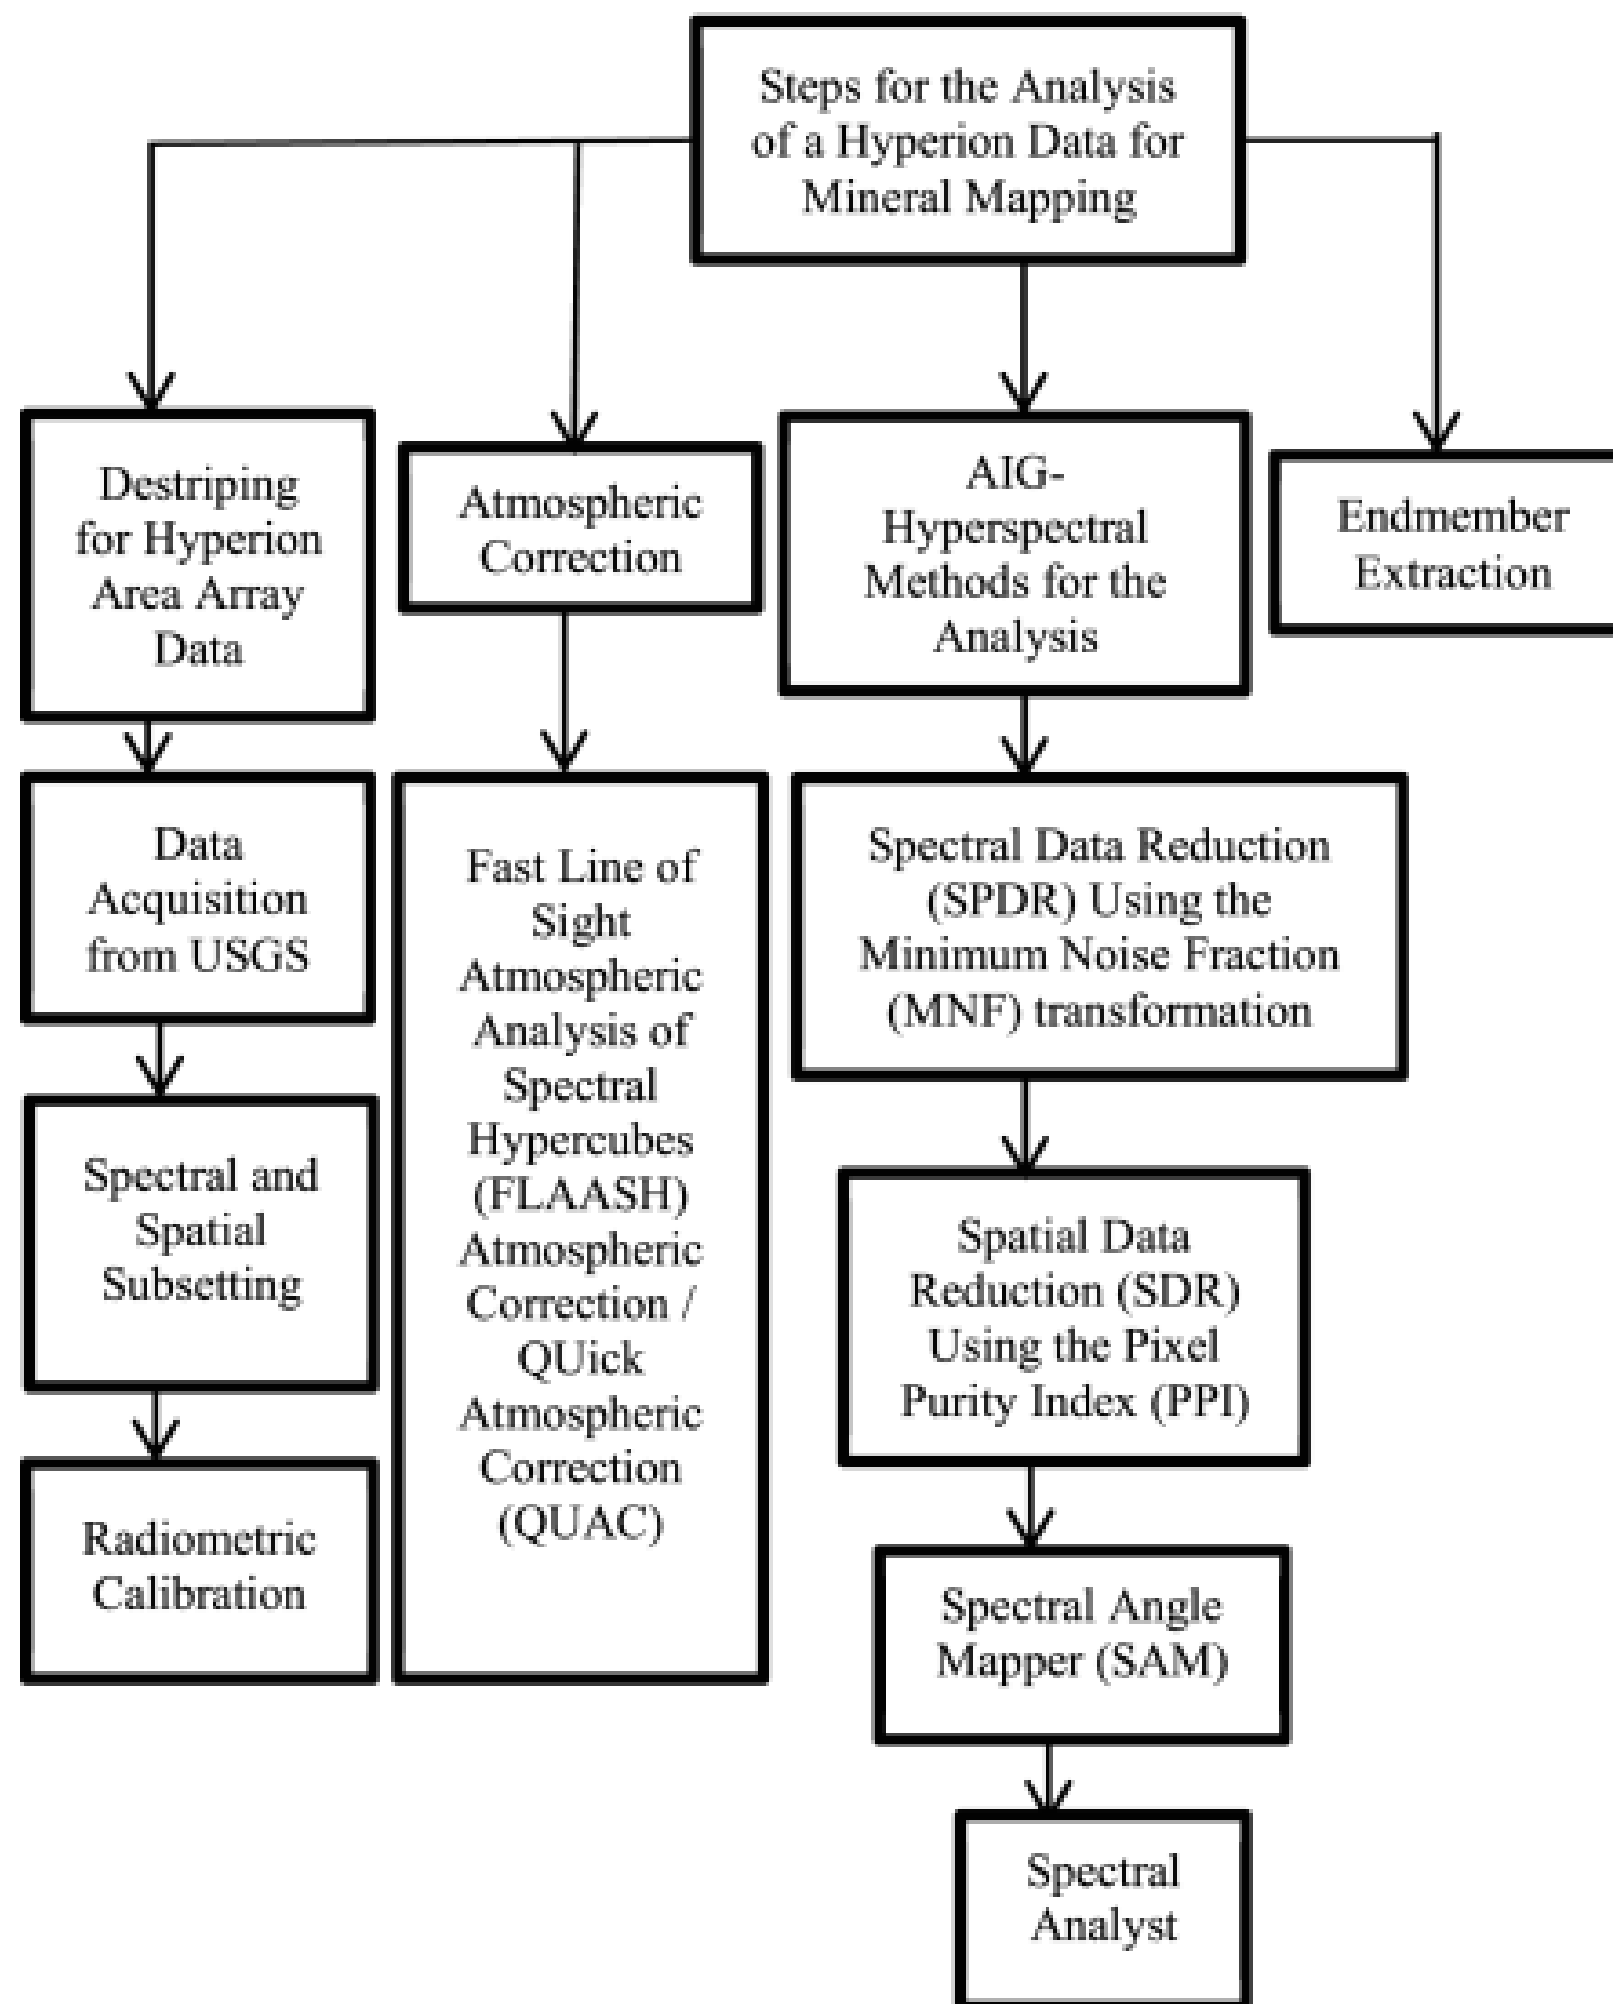 Steps for the Analysis
of a Hyperion Data for
Mineral Mapping
Destriping
for Hyperion
Area Array
Data
Atmospheric
Correction
AIG-
Hyperspectral
Methods for the
Analysis
Endmember
Extraction
Data
Acquisition
from USGS
Fast Line of
Sight
Atmospheric
Analysis of
Spectral
Hypercubes
(FLAASH)
Atmospheric
Correction /
QUick
Atmospheric
Correction
(QUAC)
Spectral Data Reduction
(SPDR) Using the
Minimum Noise Fraction
(MNF) transformation
Spectral and
Spatial
Subsetting
Spatial Data
Reduction (SDR)
Using the Pixel
Purity Index (PPI)
Radiometric
Calibration
Spectral Angle
Mapper (SAM)
Spectral
Analyst